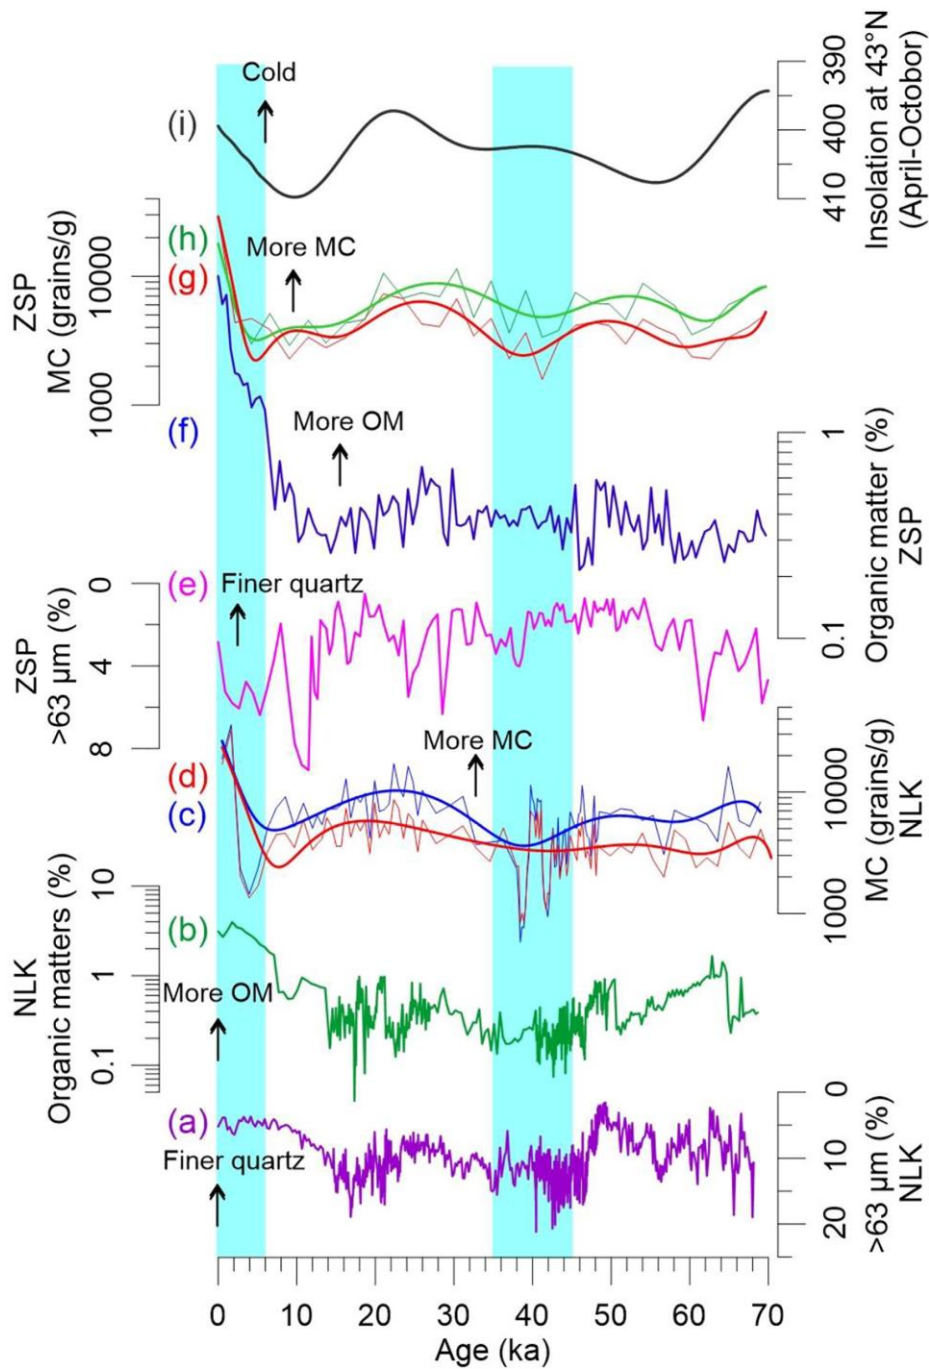 Cold
(i)
390
400
410
Insolation at 43°N
(April-Octobor)
ZSP
MC (grains/g)
10000
1000
(h)
(g)
More MC
(f)
More OM
1
0.1
Organic matter (%)
ZSP
ZSP
>63 μm (%)
0
4
8
(e)
Finer quartz
More MC
(d)
(c)
10000
1000
MC (grains/g)
NLK
NLK
Organic matters (%)
10
1
0.1
(b)
More OM
(a)
Finer quartz
0
10
20
>63 μm (%)
NLK
0 10 20 30 40 50 60 70
Age (ka)